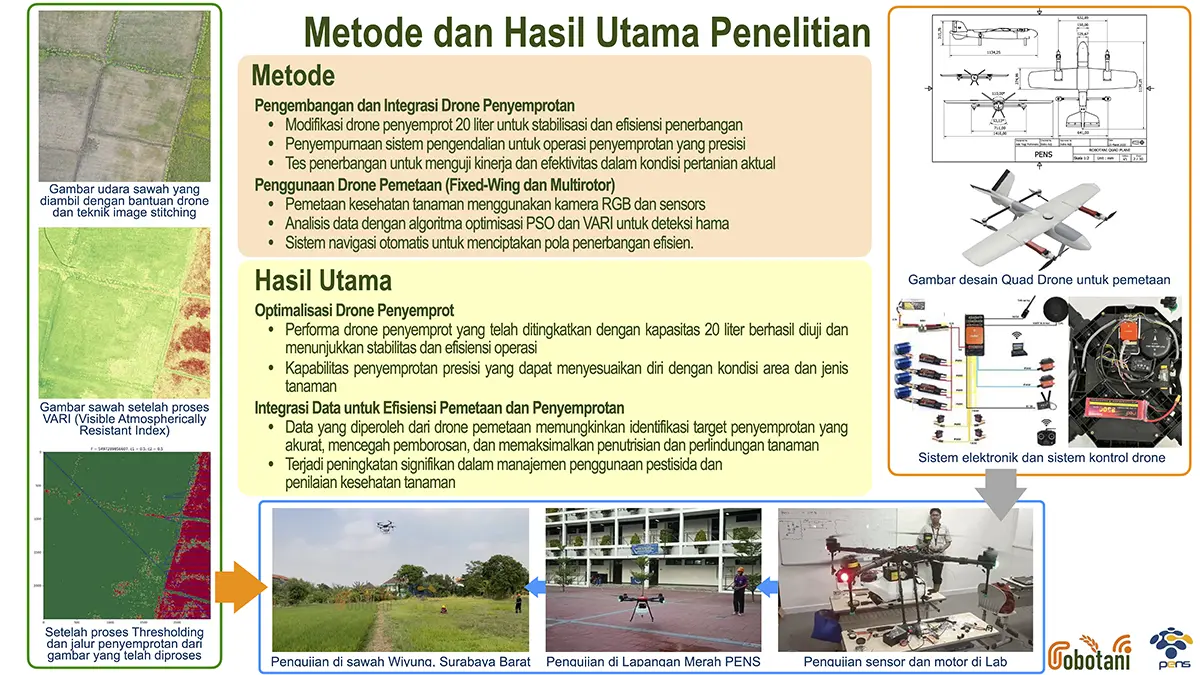 Metode dan Hasil Utama Penelitian
Metode
Pengembangan dan Integrasi Drone Penyemprotan
• Modifikasi drone penyemprot 20 liter untuk stabilisasi dan efisiensi penerbangan
• Penyempurnaan sistem pengendalian untuk operasi penyemprotan yang presisi
• Tes penerbangan untuk menguji kinerja dan efektivitas dalam kondisi pertanian aktual
Penggunaan Drone Pemetaan (Fixed-Wing dan Multirotor)
• Pemetaan kesehatan tanaman menggunakan kamera RGB dan sensors
• Analisis data dengan algoritma optimisasi PSO dan VARI untuk deteksi hama
• Sistem navigasi otomatis untuk menciptakan pola penerbangan efisien.
Hasil Utama
Optimalisasi Drone Penyemprot
• Performa drone penyemprot yang telah ditingkatkan dengan kapasitas 20 liter berhasil diuji dan
menunjukkan stabilitas dan efisiensi operasi
• Kapabilitas penyemprotan presisi yang dapat menyesuaikan diri dengan kondisi area dan jenis
tanaman
Integrasi Data untuk Efisiensi Pemetaan dan Penyemprotan
• Data yang diperoleh dari drone pemetaan memungkinkan identifikasi target penyemprotan yang
akurat, mencegah pemborosan, dan memaksimalkan penutrisian dan perlindungan tanaman
• Terjadi peningkatan signifikan dalam manajemen penggunaan pestisida dan
penilaian kesehatan tanaman
Gambar udara sawah yang
diambil dengan bantuan drone
dan teknik image stitching
Gambar sawah setelah proses
VARI (Visible Atmospherically
Resistant Index)
Setelah proses Thresholding
dan jalur penyemprotan dari
gambar yang telah diproses
PENS
ROBOTANI QUAD PLANE
Gambar desain Quad Drone untuk pemetaan
Sistem elektronik dan sistem kontrol drone
Pengujian di sawah Wiyung, Surabaya Barat
Pengujian di Lapangan Merah PENS
Pengujian sensor dan motor di Lab
Robotani
pens